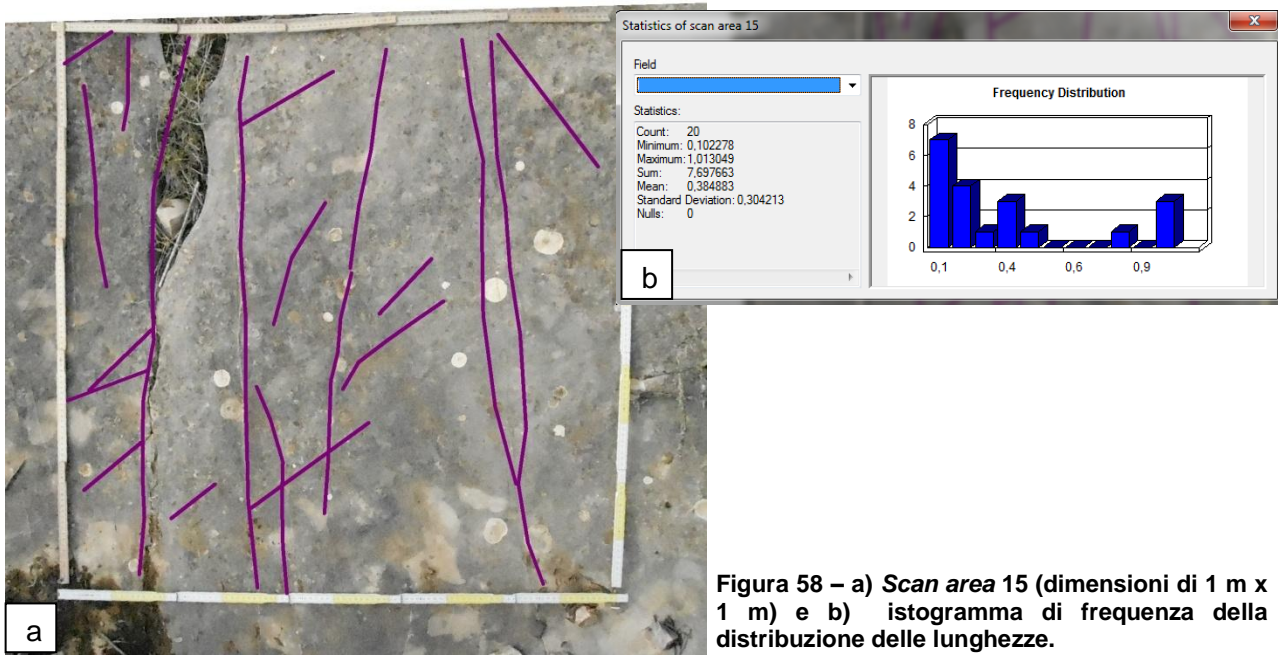 Statistics of scan area 15
x
Field
Statistics:
Count: 20
Minimum: 0,102278
Maximum: 1,013049
Sum: 7,697663
Mean: 0,384883
Standard Deviation: 0,304213
Nulls: 0
Frequency Distribution
8
6
4
2
0
0,1 0,4 0,6 0,9
b
a
Figura 58 – a) Scan area 15 (dimensioni di 1 m x
1 m) e b) istogramma di frequenza della
distribuzione delle lunghezze.